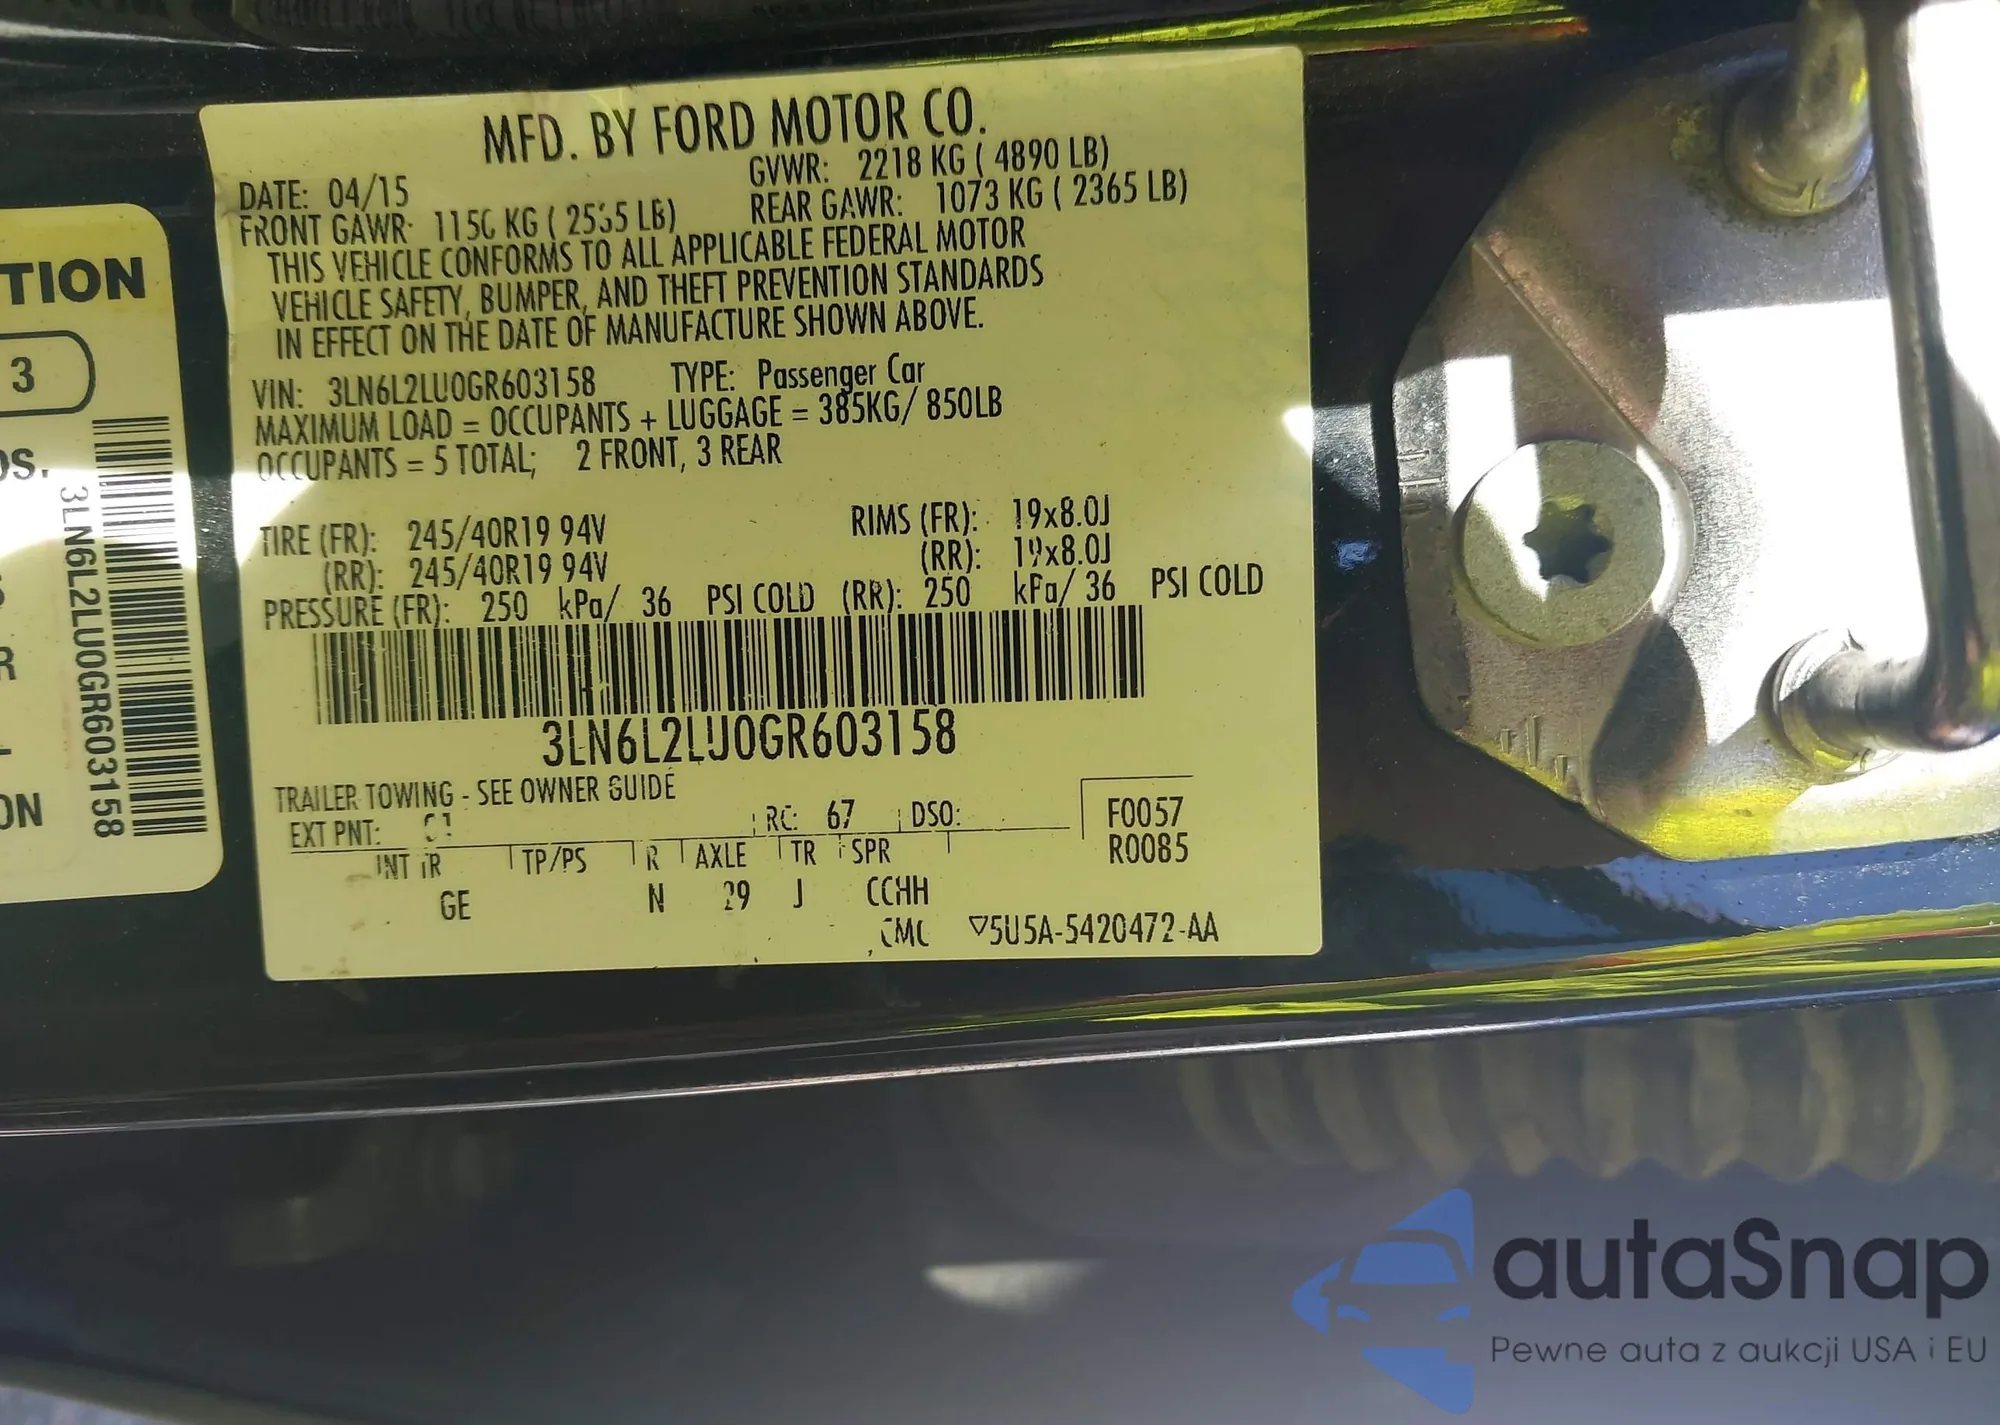 TION
3
OS.
R
ON
3LN6L2LU0GR603158
MFD. BY FORD MOTOR CO.
DATE: 04/15
GVWR: 2218 KG ( 4890 LB)
FRONT GAWR: 1150 KG ( 2535 LB)
REAR GAWR: 1073 KG ( 2365 LB)
THIS VEHICLE CONFORMS TO ALL APPLICABLE FEDERAL MOTOR
VEHICLE SAFETY, BUMPER, AND THEFT PREVENTION STANDARDS
IN EFFECT ON THE DATE OF MANUFACTURE SHOWN ABOVE.
VIN: 3LN6L2LU0GR603158 TYPE: Passenger Car
MAXIMUM LOAD = OCCUPANTS + LUGGAGE = 385KG/ 850LB
OCCUPANTS = 5 TOTAL; 2 FRONT, 3 REAR
TIRE (FR): 245/40R19 94V RIMS (FR): 19x8.0J
(RR): 245/40R19 94V (RR): 19x8.0J
PRESSURE (FR): 250 kPa/ 36 PSI COLD (RR): 250 kPa/ 36 PSI COLD
3LN6L2LU0GR603158
TRAILER TOWING - SEE OWNER GUIDE
EXT PNT: RC: 67 DSO: F0057
INT TR TP/PS R AXLE TR SPR R0085
GE N 29 J CCHH
5U5A-5420472-AA
autaSnap
Pewne auta z aukcji USA i EU